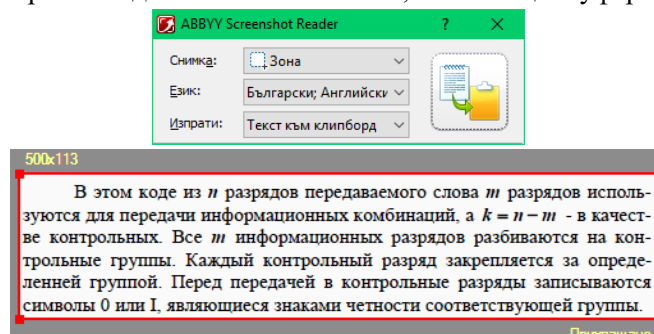 ABBYY Screenshot Reader ? ×
Снимка: Зона
Език: Български; Английски
Изпрати: Текст към клипборд
500x113
В этом коде из n разрядов передаваемого слова m разрядов исполь-
зуются для передачи информационных комбинаций, а k = n – m - в качест-
ве контрольных. Все m информационных разрядов разбиваются на кон-
трольные группы. Каждый контрольный разряд закрепляется за опреде-
ленней группой. Перед передачей в контрольные разряды записываются
символы 0 или I, являющиеся знаками четности соответствующей группы.